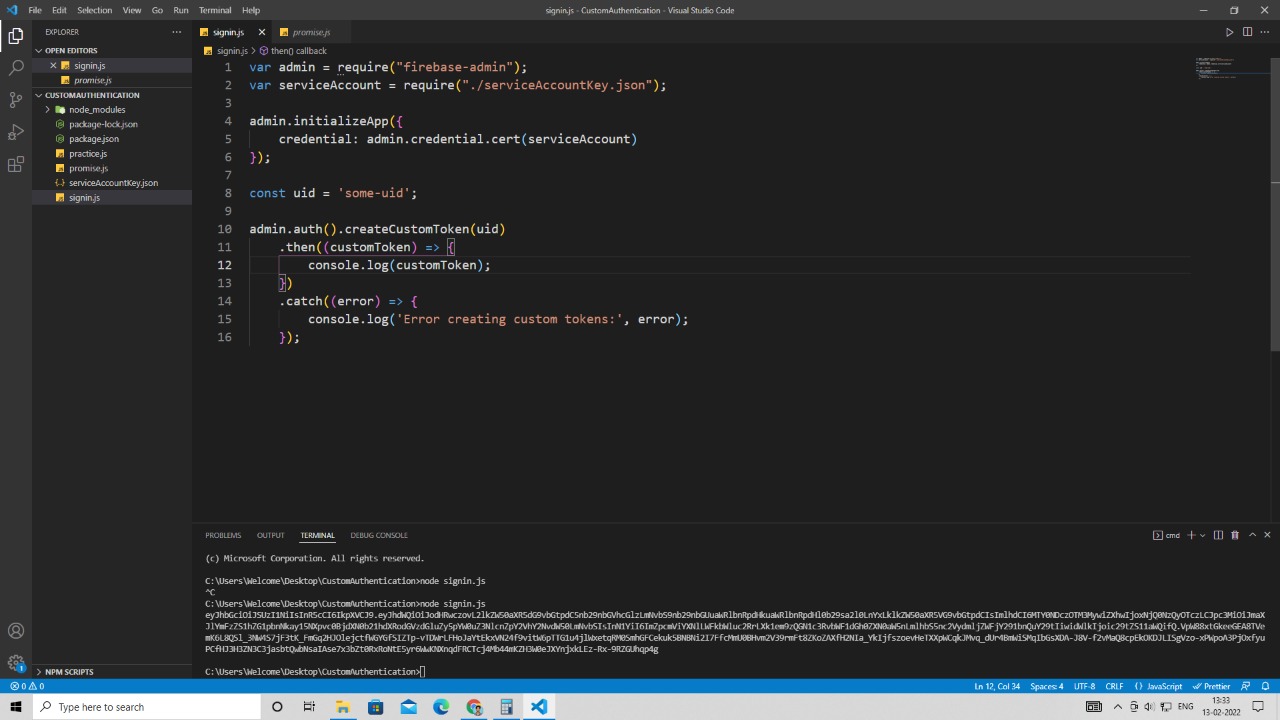 File Edit Selection View Go Run Terminal Help
signin.js - CustomAuthentication - Visual Studio Code
EXPLORER
OPEN EDITORS
signin.js
promise.js
CUSTOMAUTHENTICATION
node_modules
package-lock.json
package.json
practice.js
promise.js
serviceAccountKey.json
signin.js
NPM SCRIPTS
signin.js promise.js
signin.js > then() callback
1 var admin = require("firebase-admin");
2 var serviceAccount = require("./serviceAccountKey.json");
3
4 admin.initializeApp({
5 credential: admin.credential.cert(serviceAccount)
6 });
7
8 const uid = 'some-uid';
9
10 admin.auth().createCustomToken(uid)
11 .then((customToken) => {
12 console.log(customToken);
13 })
14 .catch((error) => {
15 console.log('Error creating custom tokens:', error);
16 });
PROBLEMS OUTPUT TERMINAL DEBUG CONSOLE
cmd
(c) Microsoft Corporation. All rights reserved.
C:\Users\Welcome\Desktop\CustomAuthentication>node signin.js
^C
C:\Users\Welcome\Desktop\CustomAuthentication>node signin.js
C:\Users\Welcome\Desktop\CustomAuthentication>
0 0
Ln 12, Col 34 Spaces: 4 UTF-8 CRLF {} JavaScript Prettier
1
Type here to search
ENG
13:33
13-02-2022